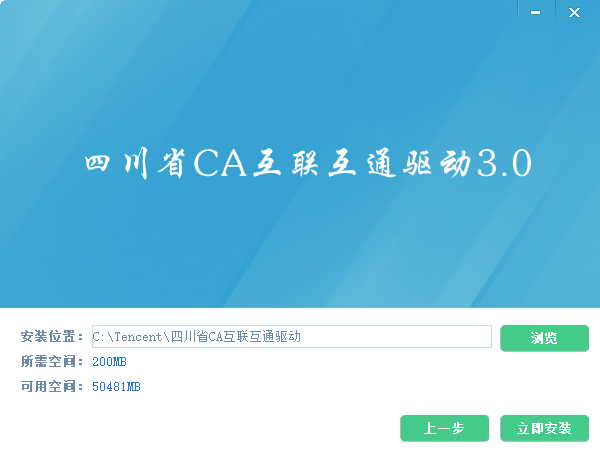 四川省CA互联互通驱动3.0
安装位置: C:\Tencent\四川省CA互联互通驱动 浏览
所需空间: 200MB
可用空间: 50481MB
上一步 立即安装